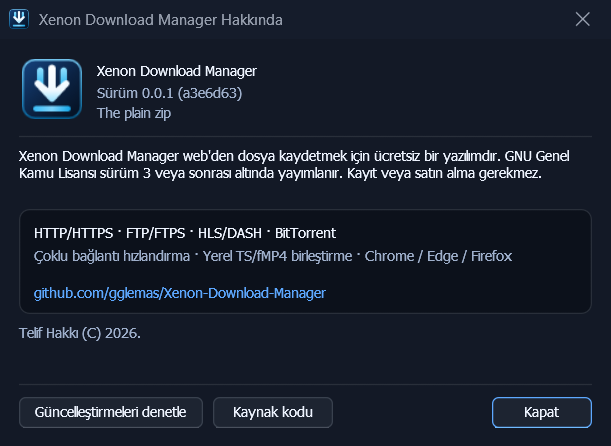 Xenon Download Manager Hakkında
Xenon Download Manager
Sürüm 0.0.1 (a3e6d63)
The plain zip
Xenon Download Manager web'den dosya kaydetmek için ücretsiz bir yazılımdır. GNU Genel
Kamu Lisansı sürüm 3 veya sonrası altında yayımlanır. Kayıt veya satın alma gerekmez.
HTTP/HTTPS · FTP/FTPS · HLS/DASH · BitTorrent
Çoklu bağlantı hızlandırma · Yerel TS/fMP4 birleştirme · Chrome / Edge / Firefox
github.com/gglemas/Xenon-Download-Manager
Telif Hakkı (C) 2026.
Güncelleştirmeleri denetle
Kaynak kodu
Kapat